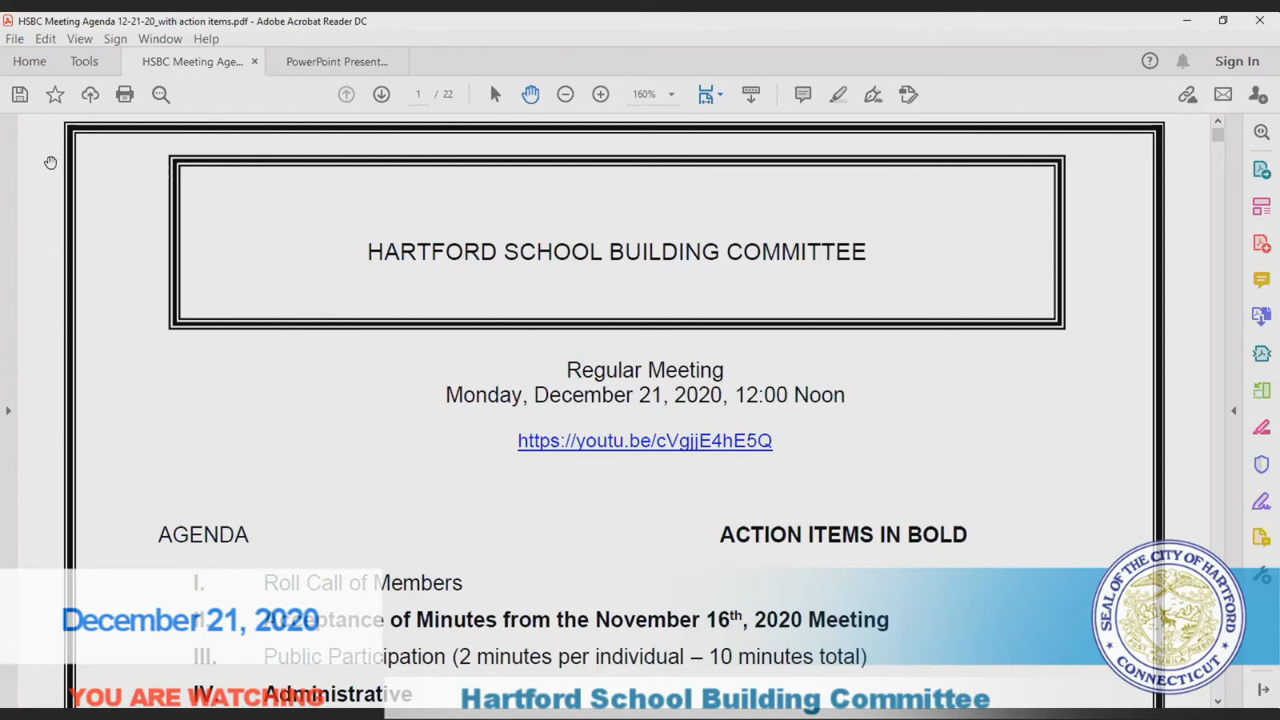 HSBC Meeting Agenda 12-21-20_with action items.pdf - Adobe Acrobat Reader DC
File Edit View Sign Window Help
Home Tools HSBC Meeting Age... × PowerPoint Present... Sign In
1 / 22 160%
HARTFORD SCHOOL BUILDING COMMITTEE
Regular Meeting
Monday, December 21, 2020, 12:00 Noon
https://youtu.be/cVgjjE4hE5Q
AGENDA ACTION ITEMS IN BOLD
I. Roll Call of Members
II. Acceptance of Minutes from the November 16th, 2020 Meeting
December 21, 2020
III. Public Participation (2 minutes per individual – 10 minutes total)
IV. Administrative
YOU ARE WATCHING
Hartford School Building Committee
SEAL OF THE CITY OF HARTFORD
CONNECTICUT